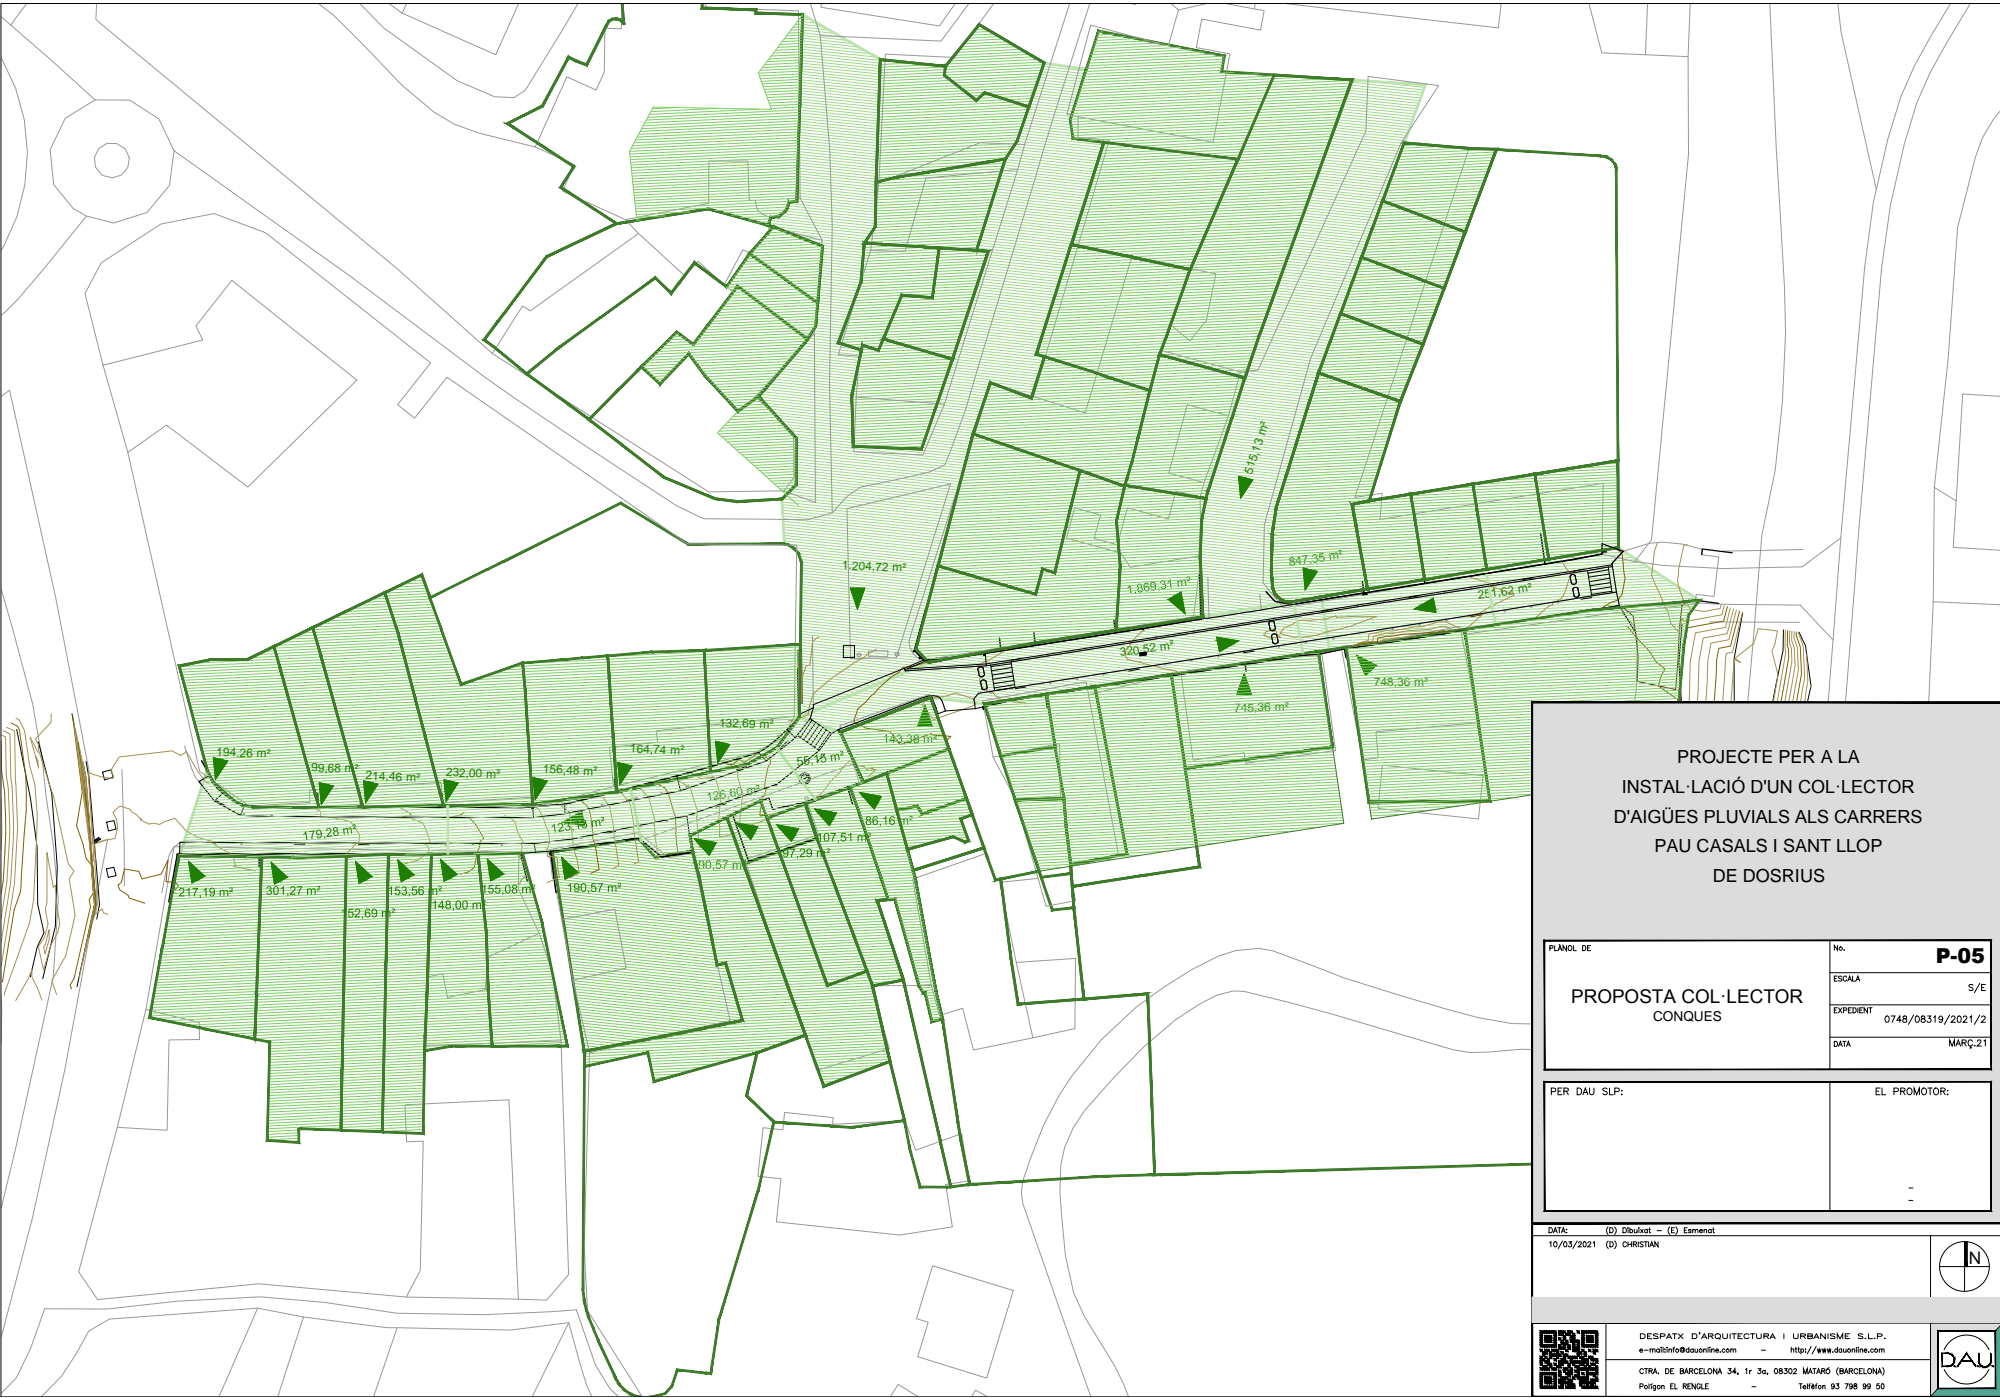 515,13 m²
1.204,72 m²
847,35 m²
1.869,31 m²
251,62 m²
320,52 m²
748,36 m²
745,36 m²
132,69 m²
143,38 m²
194,26 m²
99,68 m²
214,46 m²
232,00 m²
156,48 m²
164,74 m²
126,60 m²
179,28 m²
86,16 m²
107,51 m²
97,29 m²
90,57 m²
217,19 m²
301,27 m²
153,56 m²
155,08 m²
190,57 m²
148,00 m²
PROJECTE PER A LA
INSTAL·LACIÓ D'UN COL·LECTOR
D'AIGÜES PLUVIALS ALS CARRERS
PAU CASALS I SANT LLOP
DE DOSRIUS
PLÀNOL DE
PROPOSTA COL·LECTOR
CONQUES
No.
P-05
ESCALA
S/E
EXPEDIENT
0748/08319/2021/2
DATA
MARÇ.21
PER DAU SLP:
EL PROMOTOR:
–
–
DATA: (D) Dibuixat – (E) Esmenat
10/03/2021 (D) CHRISTIAN
N
DESPATX D'ARQUITECTURA I URBANISME S.L.P.
e-mail:info@dauonline.com – http://www.dauonline.com
CTRA. DE BARCELONA 34, 1r 3a, 08302 MATARÓ (BARCELONA)
Polígon EL RENGLE – Telèfon 93 798 99 50
DAU